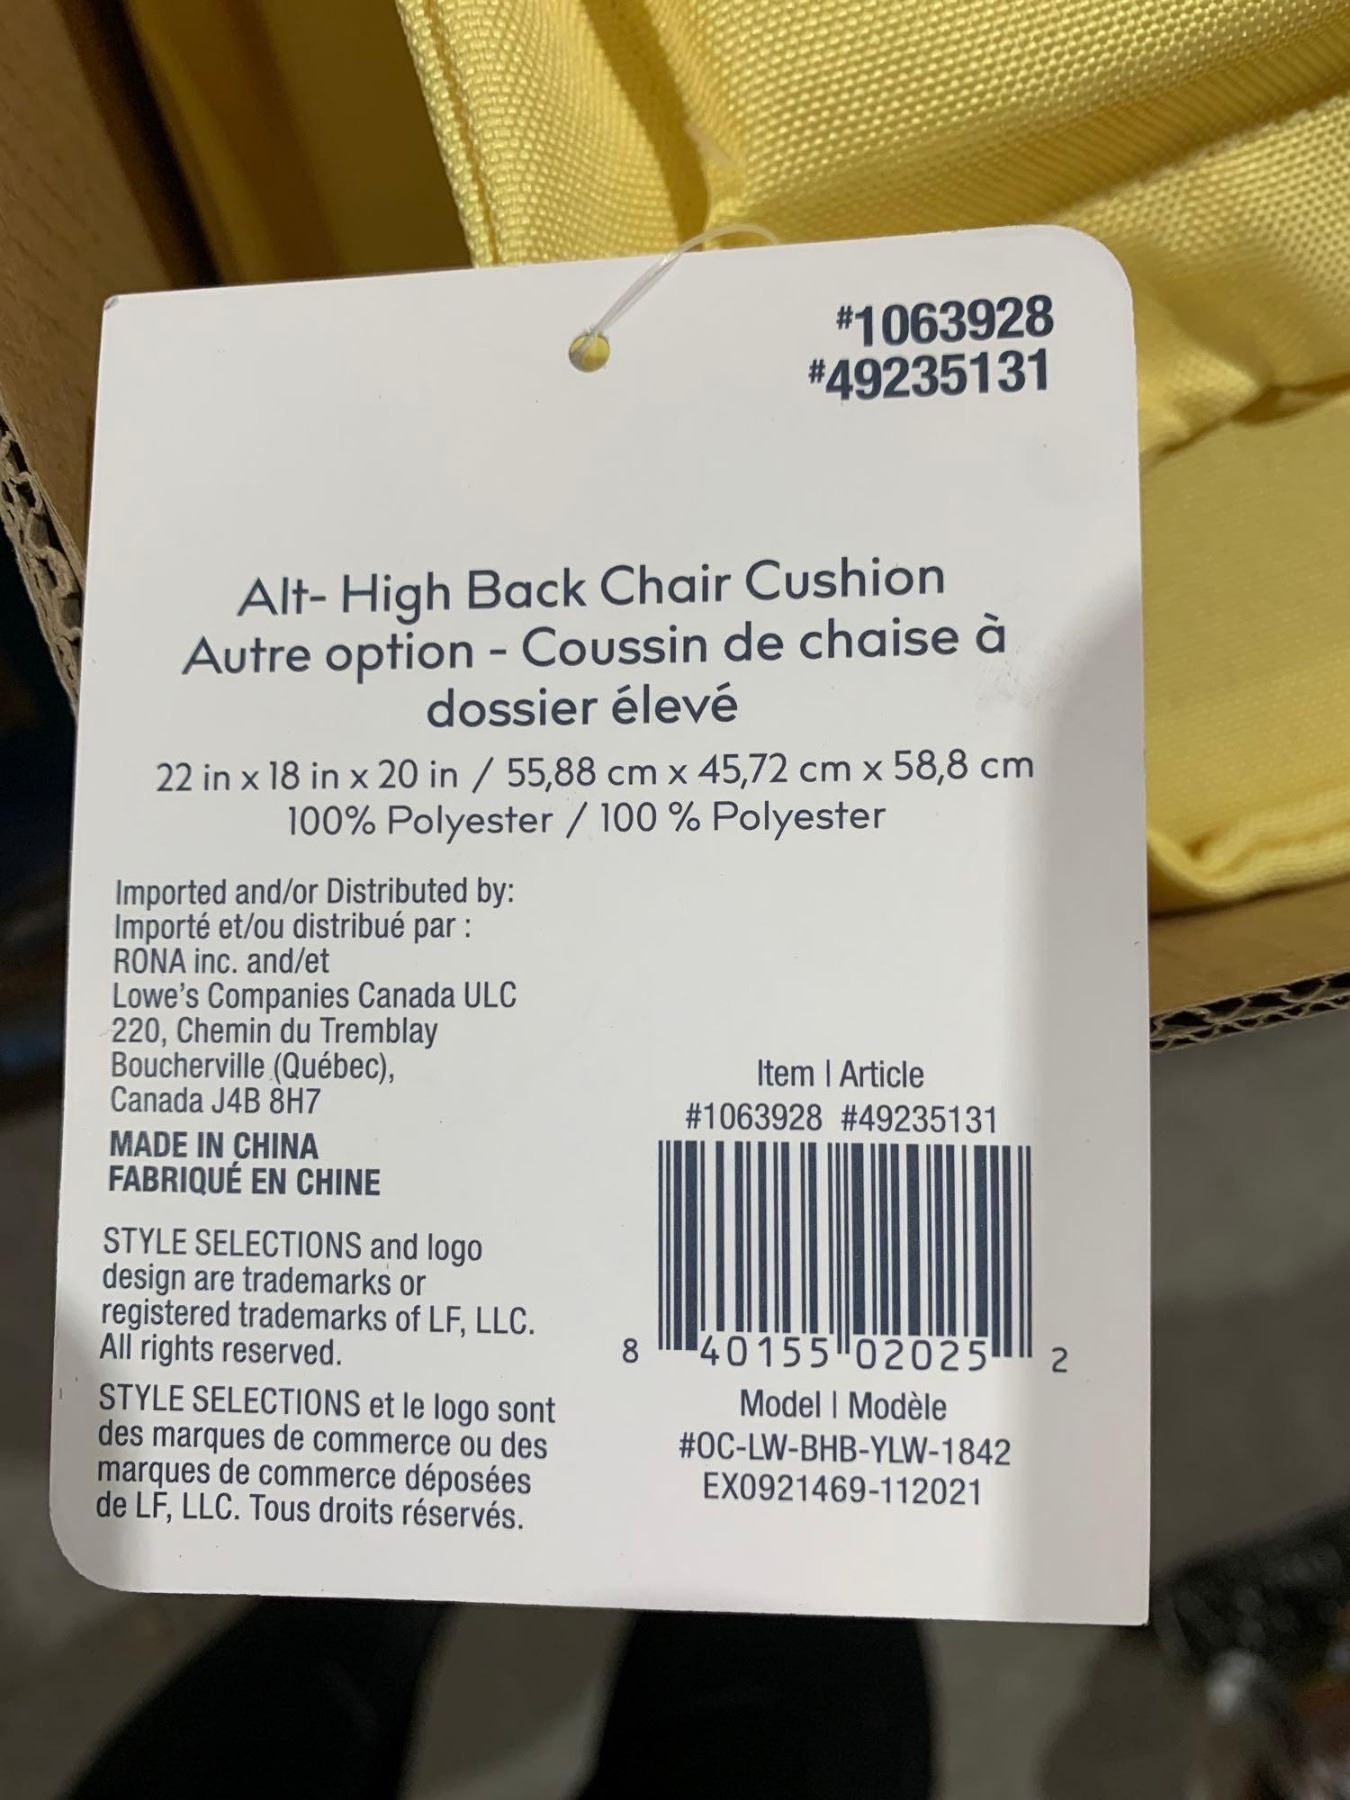 #1063928
#49235131
Alt- High Back Chair Cushion
Autre option - Coussin de chaise à
dossier élevé
22 in x 18 in x 20 in / 55,88 cm x 45,72 cm x 58,8 cm
100% Polyester / 100 % Polyester
Imported and/or Distributed by:
Importé et/ou distribué par :
RONA inc. and/et
Lowe's Companies Canada ULC
220, Chemin du Tremblay
Boucherville (Québec),
Canada J4B 8H7
MADE IN CHINA
FABRIQUÉ EN CHINE
STYLE SELECTIONS and logo
design are trademarks or
registered trademarks of LF, LLC.
All rights reserved.
STYLE SELECTIONS et le logo sont
des marques de commerce ou des
marques de commerce déposées
de LF, LLC. Tous droits réservés.
Item | Article
#1063928 #49235131
8 40155 02025 2
Model | Modèle
#OC-LW-BHB-YLW-1842
EX0921469-112021